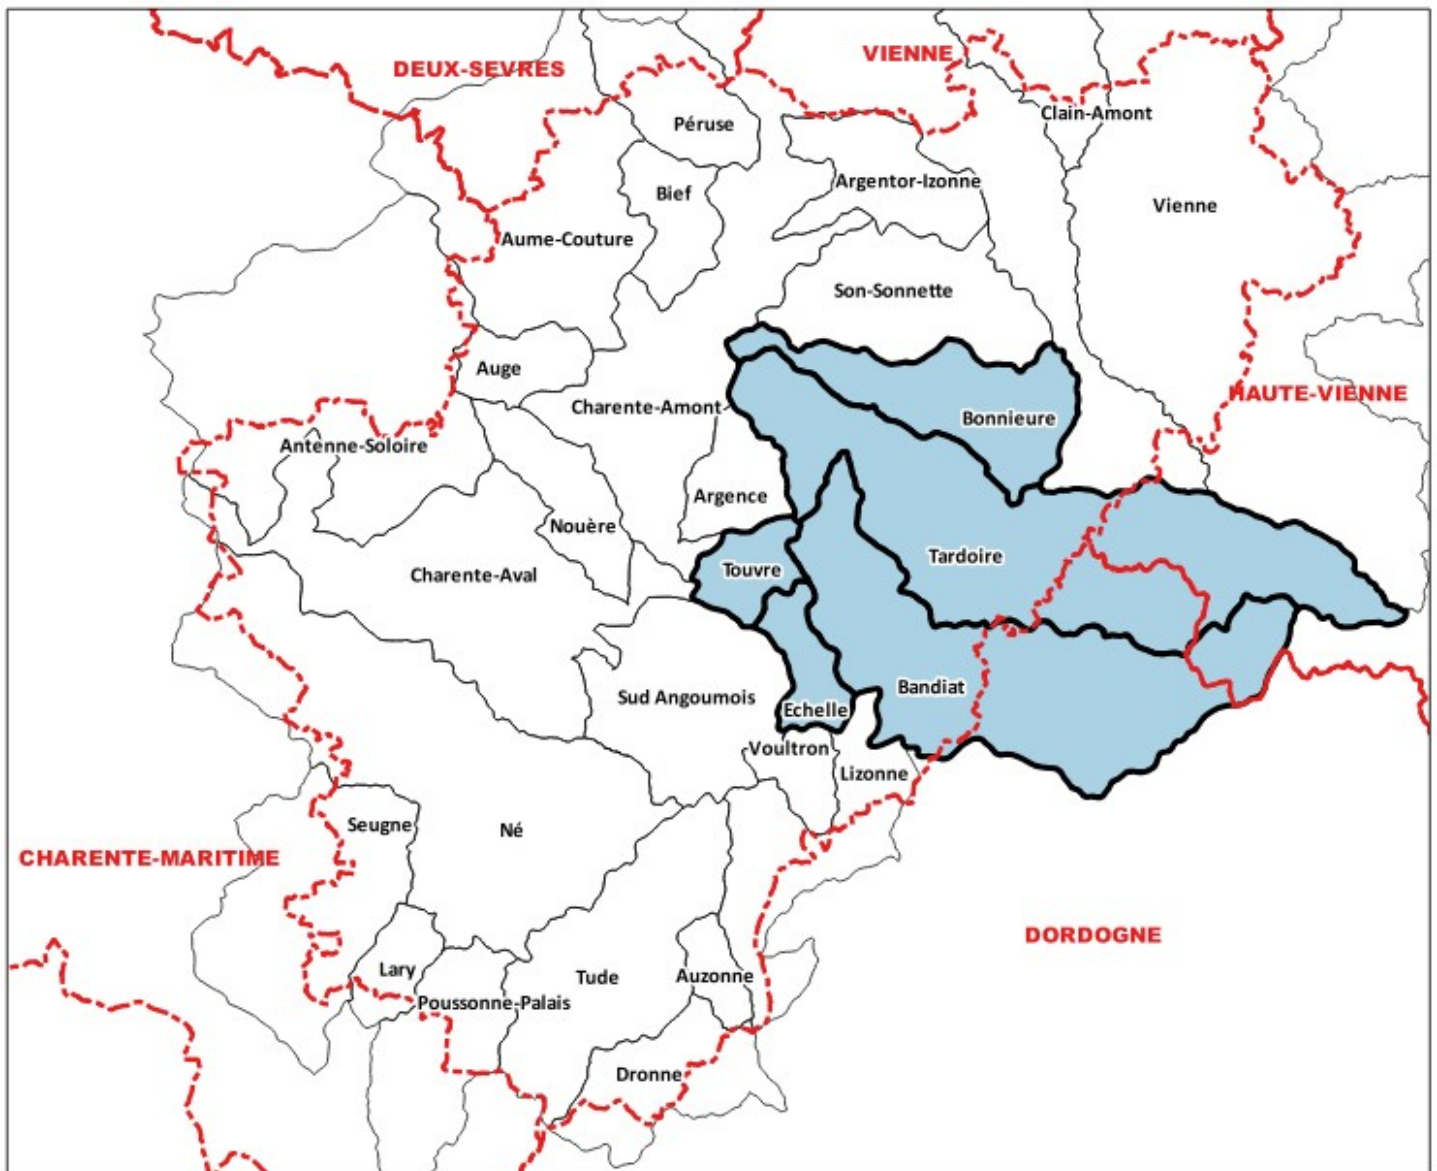 VIENNE
DEUX-SEVRES
Clain-Amont
Péruse
Argentor-Izonne
Bief
Vienne
Aume-Couture
Son-Sonnette
Auge
HAUTE-VIENNE
Charente-Amont
Bonnieure
Antenne-Soloire
Argence
Nouère
Tardoire
Touvre
Charente-Aval
Bandiat
Sud Angoumois
Echelle
Voultron
Lizonne
Seugne
Né
CHARENTE-MARITIME
DORDOGNE
Lary
Auzonne
Tude
Poussonne-Palais
Dronne